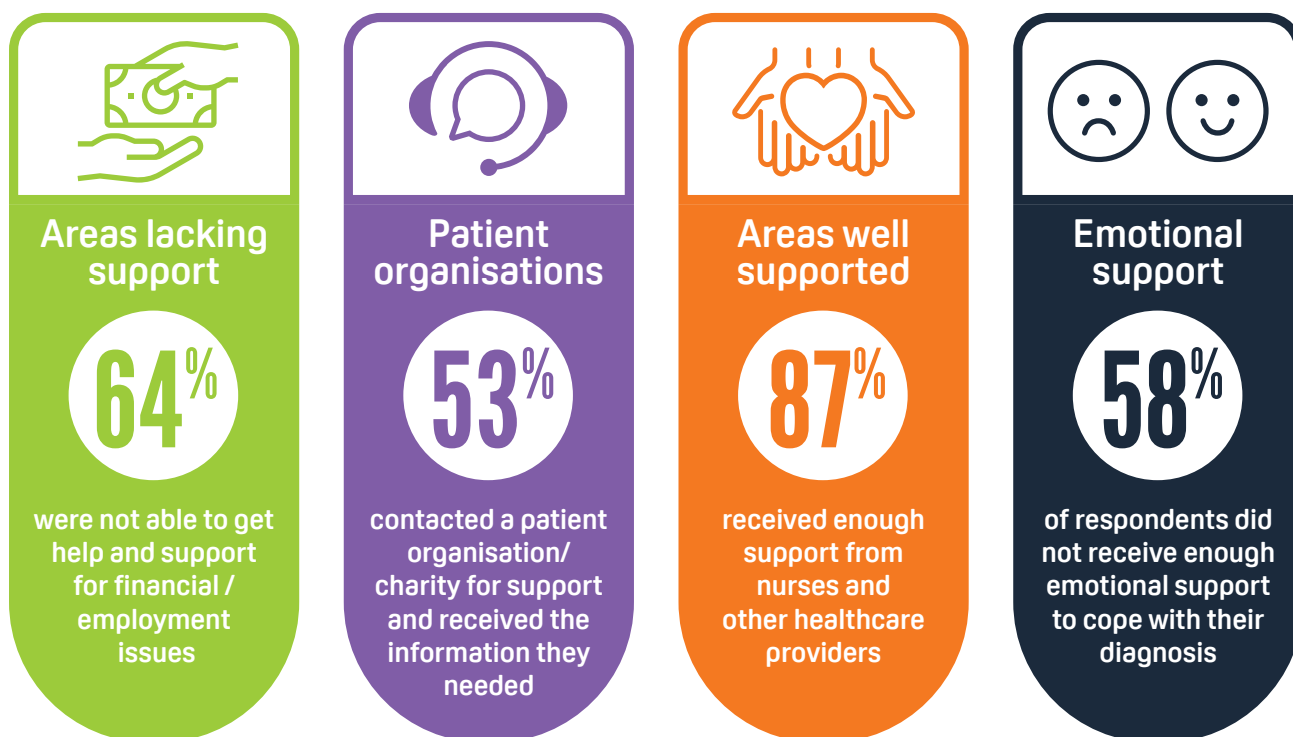 Areas lacking
support
64%
were not able to get
help and support
for financial /
employment
issues
Patient
organisations
53%
contacted a patient
organisation/
charity for support
and received the
information they
needed
Areas well
supported
87%
received enough
support from
nurses and
other healthcare
providers
Emotional
support
58%
of respondents did
not receive enough
emotional support
to cope with their
diagnosis